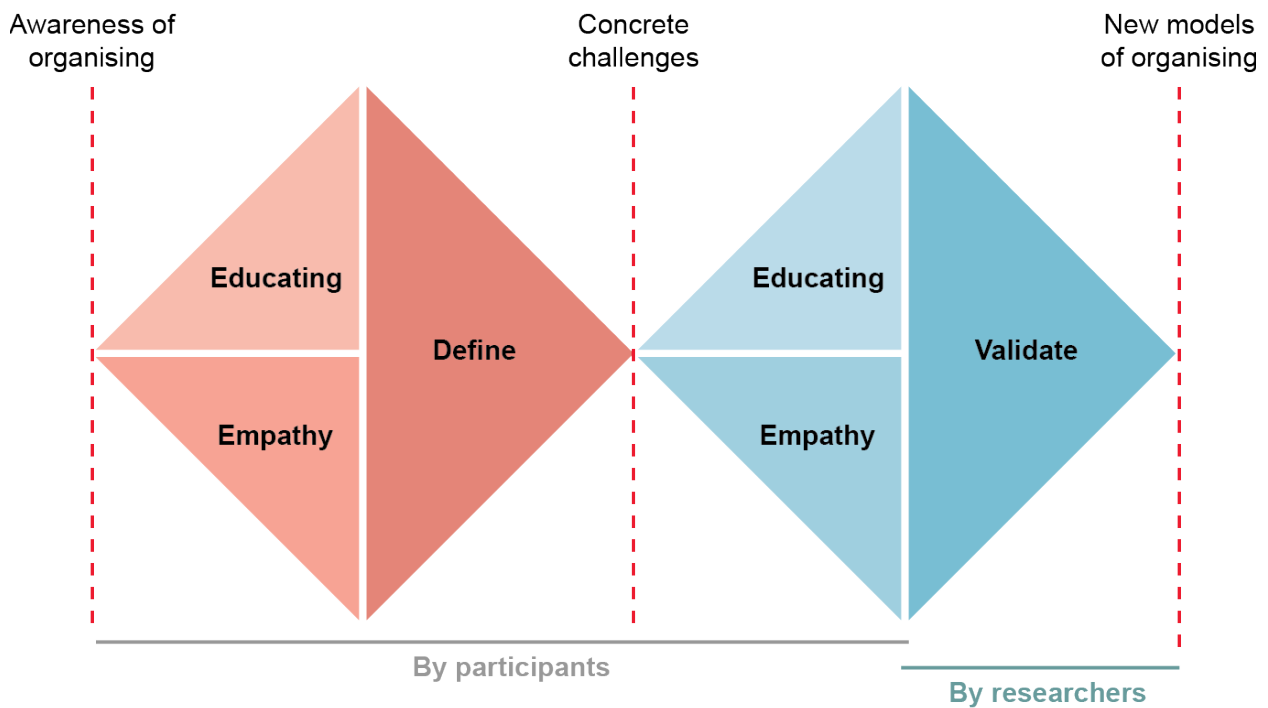 Awareness of
organising
Concrete
challenges
New models
of organising
Educating
Empathy
Define
Educating
Empathy
Validate
By participants
By researchers